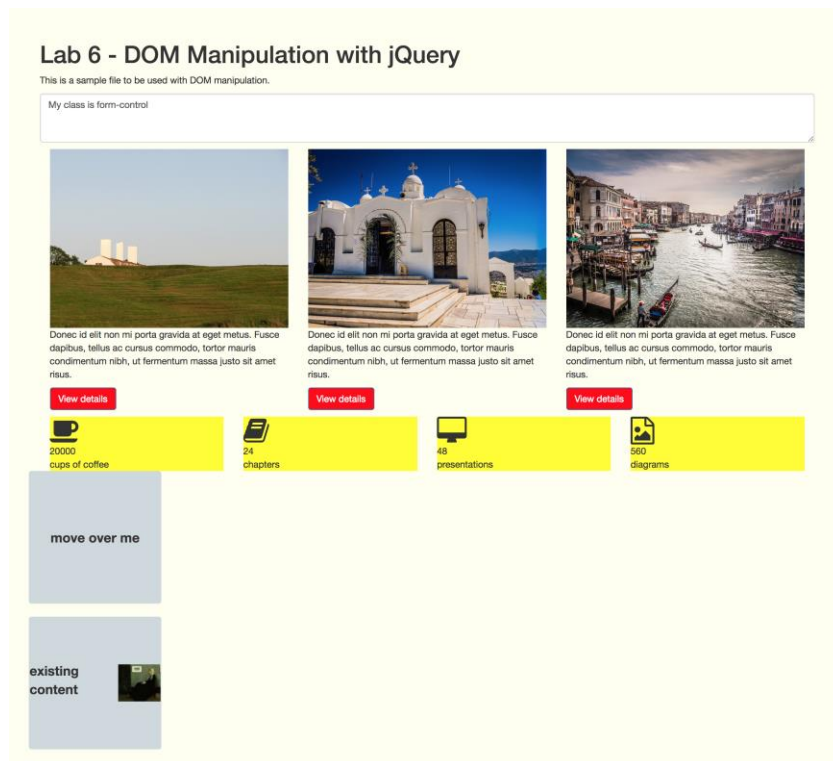 Lab 6 - DOM Manipulation with jQuery
This is a sample file to be used with DOM manipulation.
My class is form-control
Donec id elit non mi porta gravida at eget metus. Fusce
dapibus, tellus ac cursus commodo, tortor mauris
condimentum nibh, ut fermentum massa justo sit amet
risus.
View details
Donec id elit non mi porta gravida at eget metus. Fusce
dapibus, tellus ac cursus commodo, tortor mauris
condimentum nibh, ut fermentum massa justo sit amet
risus.
View details
Donec id elit non mi porta gravida at eget metus. Fusce
dapibus, tellus ac cursus commodo, tortor mauris
condimentum nibh, ut fermentum massa justo sit amet
risus.
View details
20000
cups of coffee
24
chapters
48
presentations
560
diagrams
move over me
existing
content